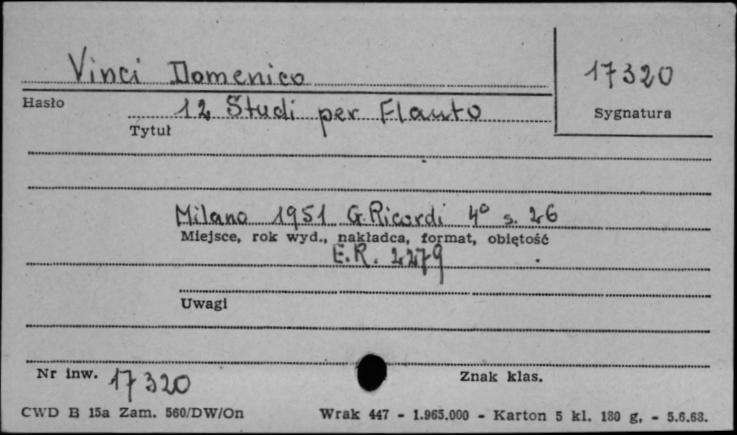 Vinci Domenico
17320
Hasło
Sygnatura
12 Studi per Flauto
Tytuł
Milano 1951 G. Ricordi 4° s. 26
Miejsce, rok wyd., nakładca, format, objętość
E.R. 2279
Uwagi
Nr inw. 17320
Znak klas.
CWD B 15a Zam. 560/DW/On
Wrak 447 - 1.965.000 - Karton 5 kl. 180 g. - 5.6.68.